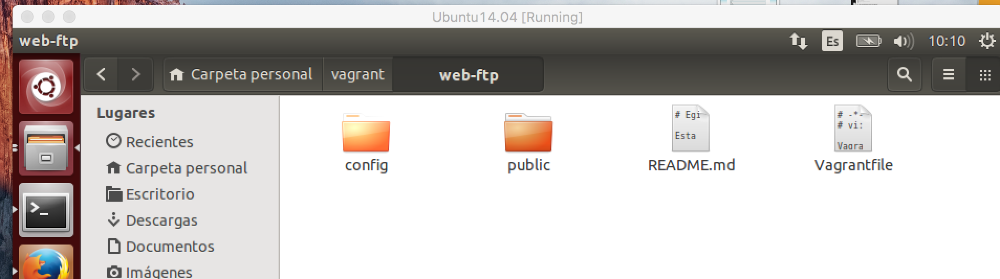 Ubuntu14.04 [Running]
web-ftp
Es
10:10
Carpeta personal
vagrant
web-ftp
Lugares
Recientes
Carpeta personal
Escritorio
Descargas
Documentos
Imágenes
# Egi
Esta
# -*-
# vi:
Vagra
config
public
README.md
Vagrantfile